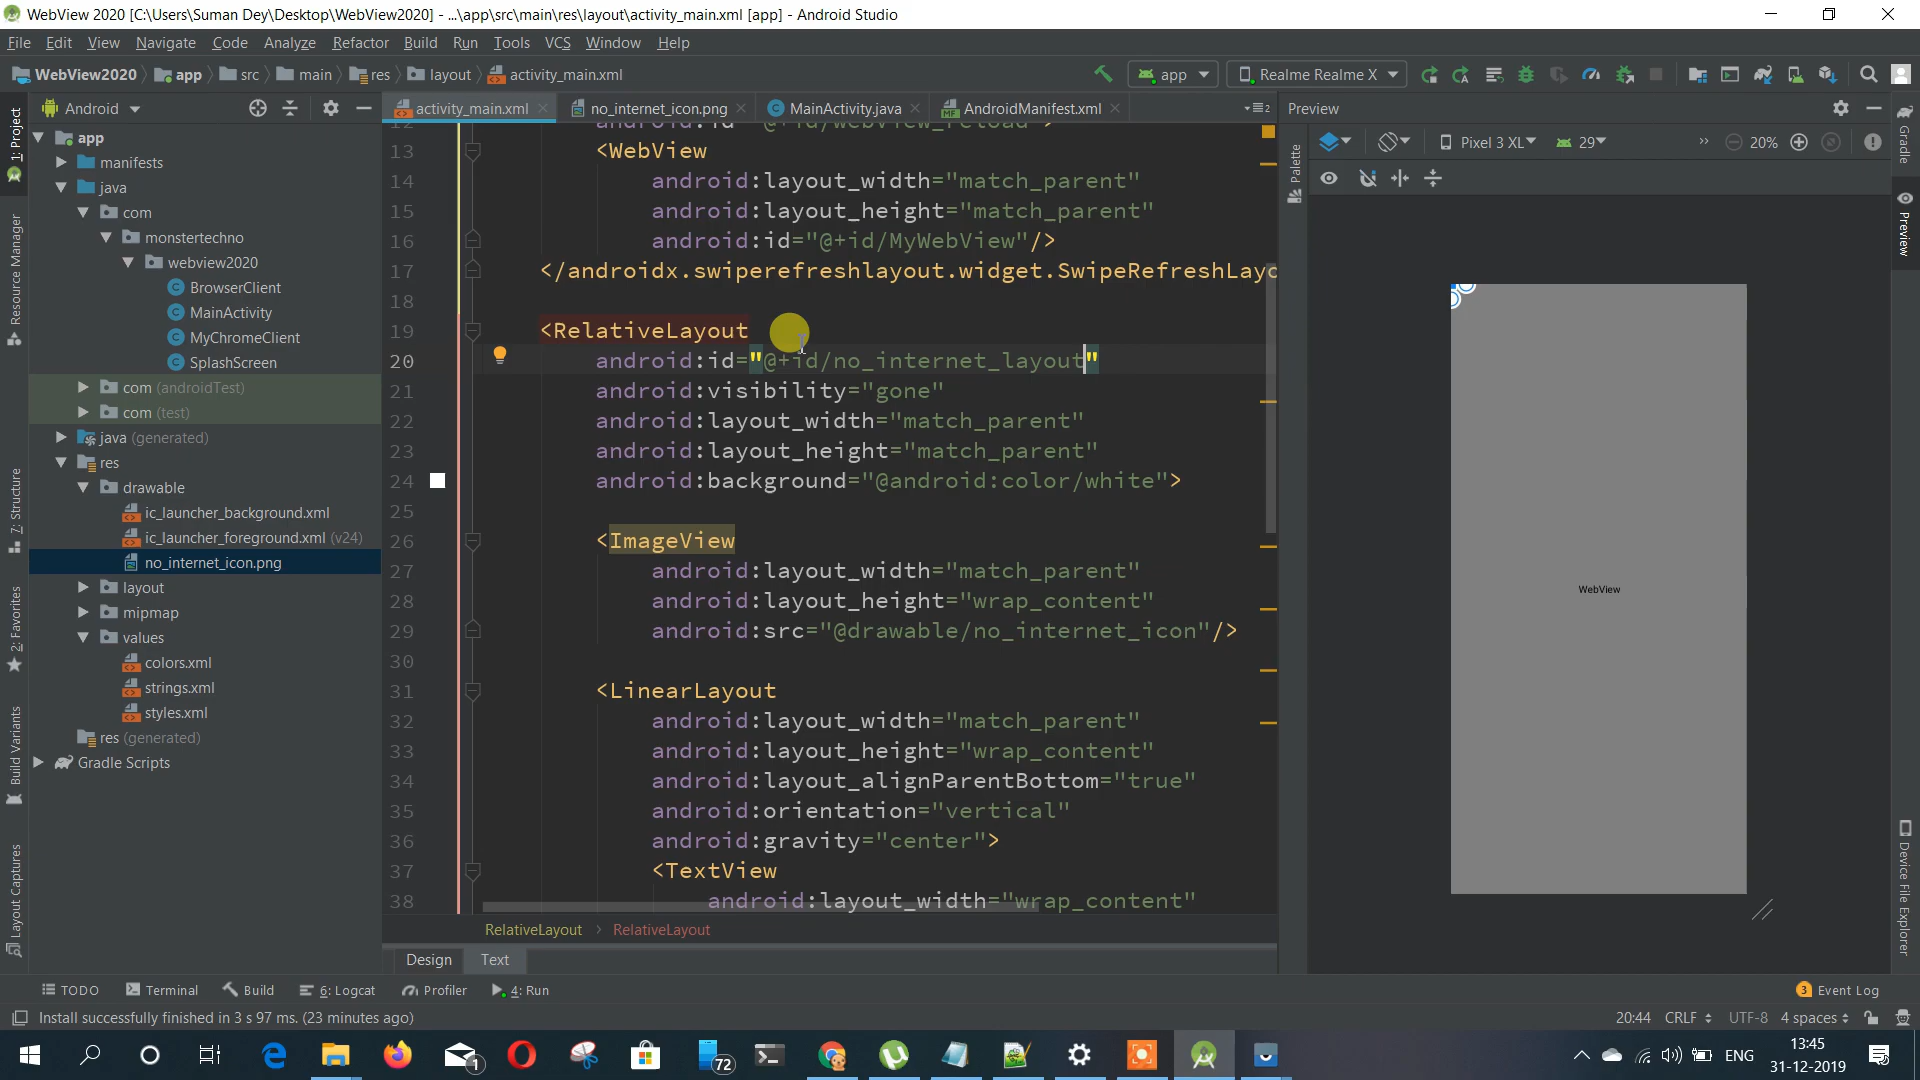 WebView 2020 [C:\Users\Suman Dey\Desktop\WebView2020] - ...\app\src\main\res\layout\activity_main.xml [app] - Android Studio
File Edit View Navigate Code Analyze Refactor Build Run Tools VCS Window Help
WebView2020 app src main res layout activity_main.xml app Realme Realme X
Android activity_main.xml no_internet_icon.png MainActivity.java AndroidManifest.xml 2 Preview
1: Project
Resource Manager
7: Structure
2: Favorites
Build Variants
Layout Captures
app
manifests
java
com
monstertechno
webview2020
BrowserClient
MainActivity
MyChromeClient
SplashScreen
com (androidTest)
com (test)
java (generated)
res
drawable
ic_launcher_background.xml
ic_launcher_foreground.xml (v24)
no_internet_icon.png
layout
mipmap
values
colors.xml
strings.xml
styles.xml
res (generated)
Gradle Scripts
12 android:id="@+id/webView_reload">
13 <WebView
14 android:layout_width="match_parent"
15 android:layout_height="match_parent"
16 android:id="@+id/MyWebView"/>
17 </androidx.swiperefreshlayout.widget.SwipeRefreshLayo
18
19 <RelativeLayout
20 android:id="@+id/no_internet_layout"
21 android:visibility="gone"
22 android:layout_width="match_parent"
23 android:layout_height="match_parent"
24 android:background="@android:color/white">
25
26 <ImageView
27 android:layout_width="match_parent"
28 android:layout_height="wrap_content"
29 android:src="@drawable/no_internet_icon"/>
30
31 <LinearLayout
32 android:layout_width="match_parent"
33 android:layout_height="wrap_content"
34 android:layout_alignParentBottom="true"
35 android:orientation="vertical"
36 android:gravity="center">
37 <TextView
38 android:layout_width="wrap_content"
RelativeLayout › RelativeLayout
Design Text
Palette
Pixel 3 XL 29 » 20%
WebView
Gradle
Preview
Device File Explorer
TODO Terminal Build 6: Logcat Profiler 4: Run 3 Event Log
Install successfully finished in 3 s 97 ms. (23 minutes ago) 20:44 CRLF UTF-8 4 spaces
1 72 ENG 13:45
31-12-2019